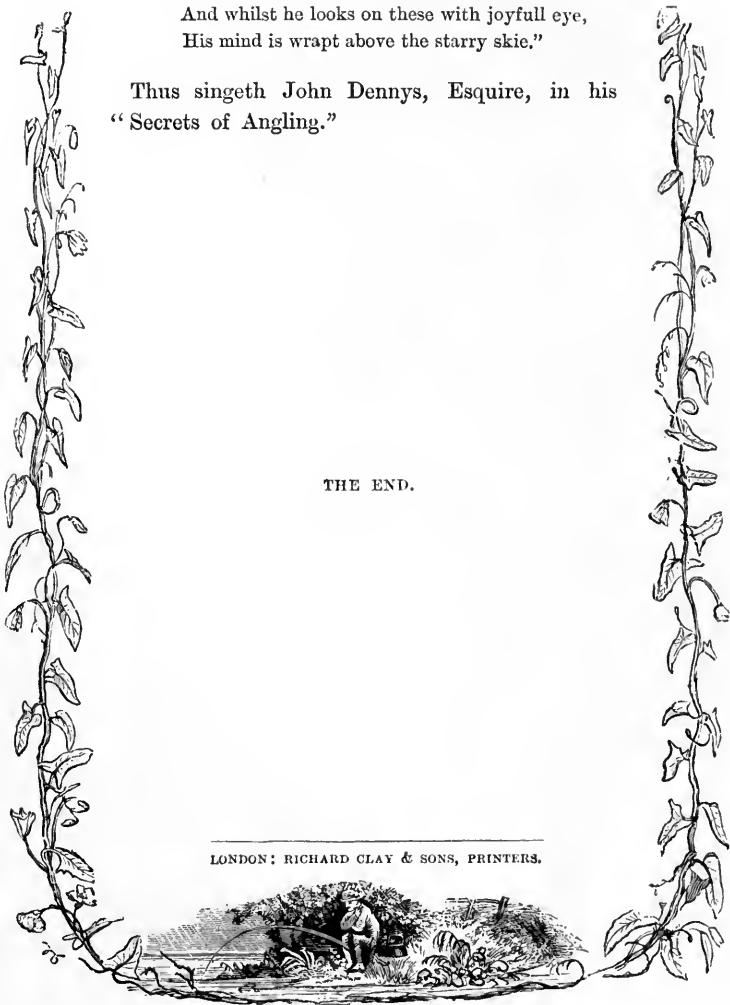 And whilst he looks on these with joyfull eye,
His mind is wrapt above the starry skie.”
Thus singeth John Dennys, Esquire, in his
“Secrets of Angling.”
THE END.
LONDON: RICHARD CLAY & SONS, PRINTERS.